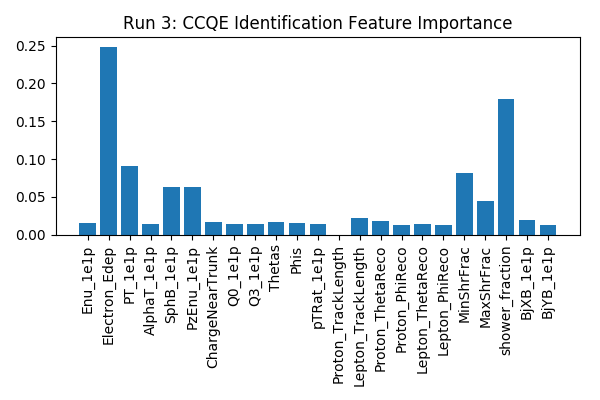 Run 3: CCQE Identification Feature Importance
0.25
0.20
0.15
0.10
0.05
0.00
Enu_1e1p
Electron_Edep
PT_1e1p
AlphaT_1e1p
SphB_1e1p
PzEnu_1e1p
ChargeNearTrunk
Q0_1e1p
Q3_1e1p
Thetas
Phis
pTRat_1e1p
Proton_TrackLength
Lepton_TrackLength
Proton_ThetaReco
Proton_PhiReco
Lepton_ThetaReco
Lepton_PhiReco
MinShrFrac
MaxShrFrac
shower_fraction
BjXB_1e1p
BjYB_1e1p